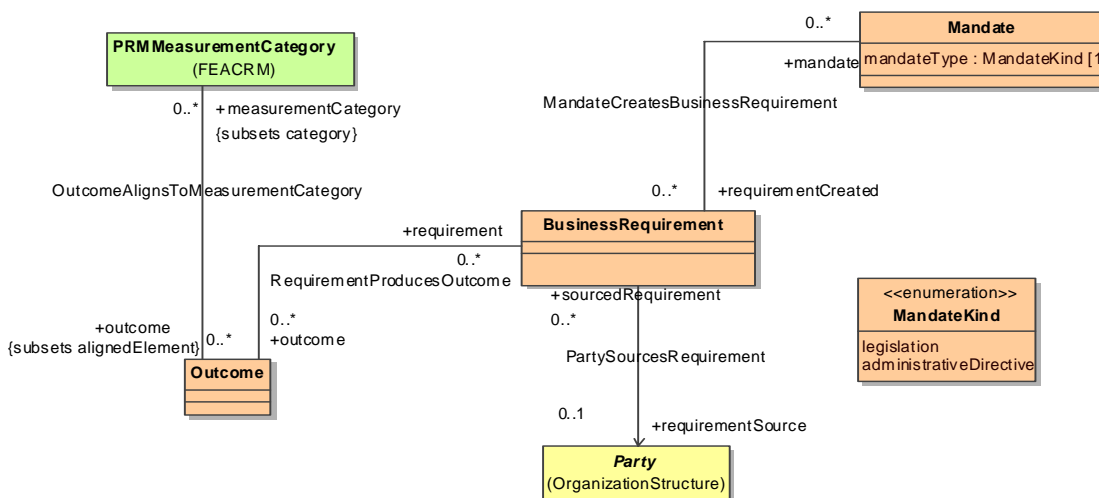 0..*
Mandate
PRMMeasurementCategory
(FEACRM)
mandateType : MandateKind [1
+mandate
0..*
+measurementCategory
{subsets category}
MandateCreatesBusinessRequirement
OutcomeAlignsToMeasurementCategory
0..*
+requirementCreated
BusinessRequirement
+requirement
0..*
RequirementProducesOutcome
<<enumeration>>
MandateKind
legislation
administrativeDirective
+sourcedRequirement
0..*
+outcome
{subsets alignedElement}
0..*
0..*
+outcome
Outcome
PartySourcesRequirement
0..1
+requirementSource
Party
(OrganizationStructure)